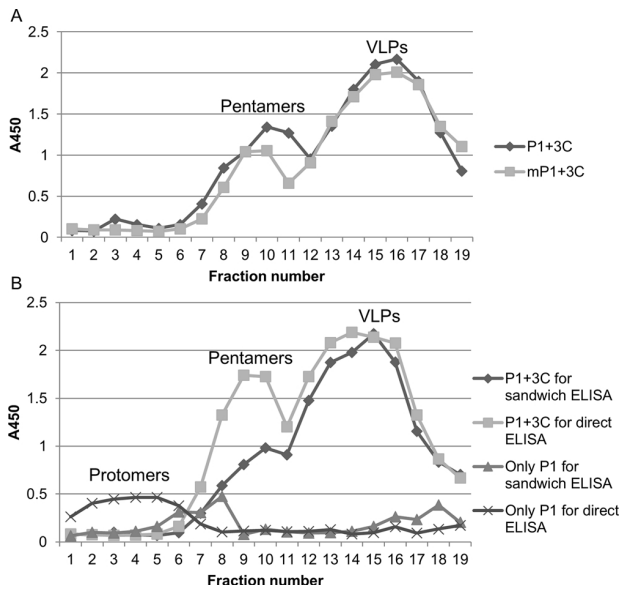 A
2.5
2
1.5
1
0.5
0
A450
Pentamers
VLPs
1 2 3 4 5 6 7 8 9 10 11 12 13 14 15 16 17 18 19
Fraction number
P1+3C
mP1+3C
B
2.5
2
1.5
1
0.5
0
A450
Protomers
Pentamers
VLPs
1 2 3 4 5 6 7 8 9 10 11 12 13 14 15 16 17 18 19
Fraction number
P1+3C for
sandwich ELISA
P1+3C for direct
ELISA
Only P1 for
sandwich ELISA
Only P1 for direct
ELISA